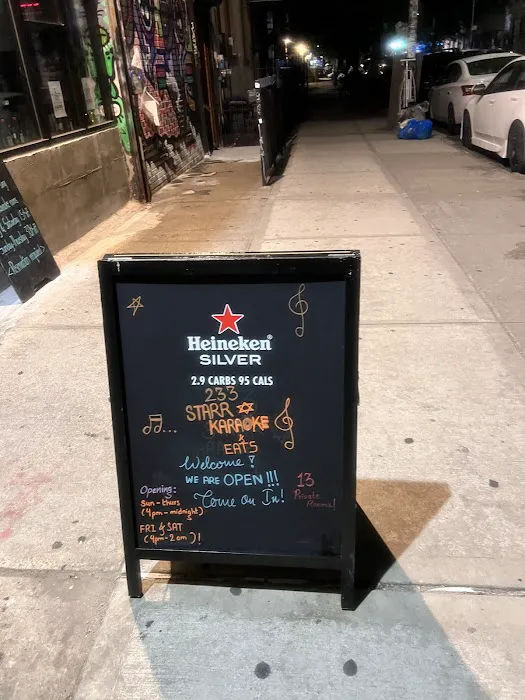 Heineken®
SILVER
2.9 CARBS 95 CALS
233
STARR
KARAOKE
&
EATS
Welcome!
WE ARE OPEN!!!
Come On In!
13
Private
Rooms!
Opening:
Sun - thurs
(4pm - midnight)
FRI & SAT
(4pm - 2am)!